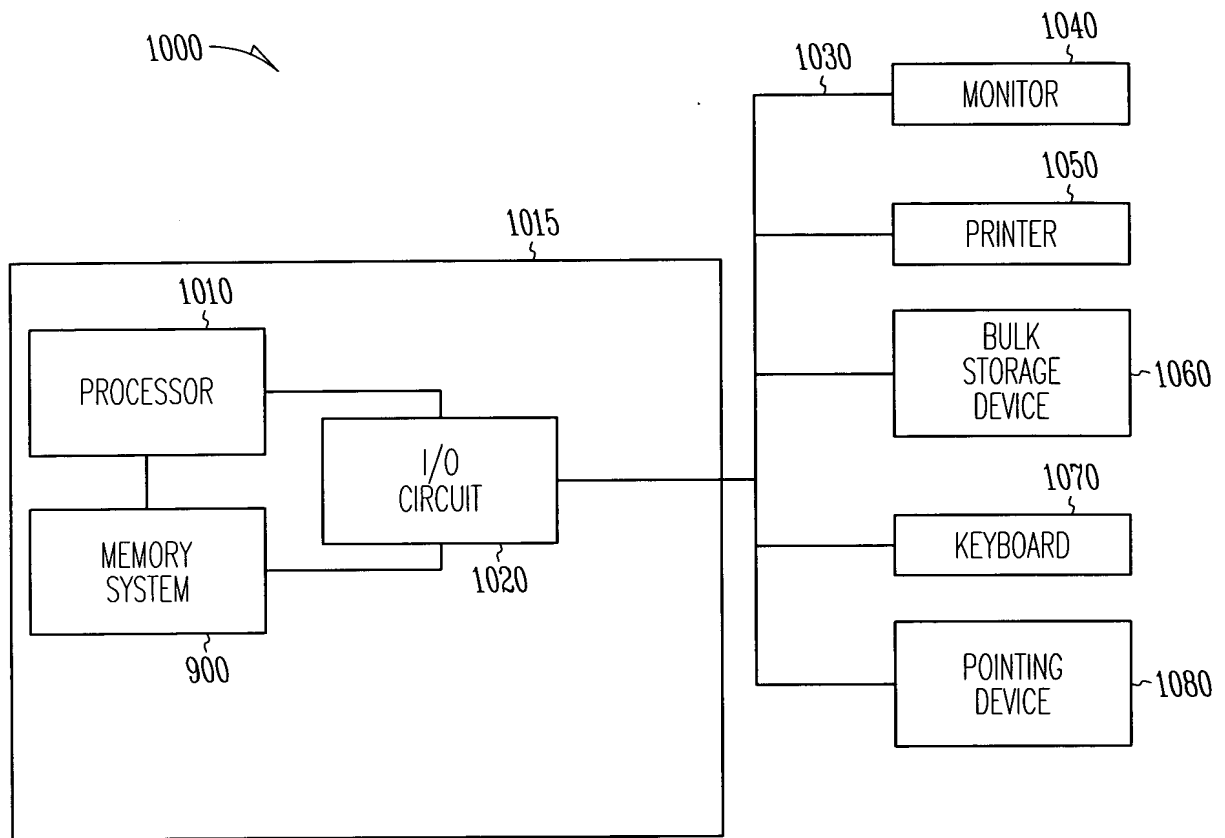 1000
1030
1040
MONITOR
1050
PRINTER
1015
1010
PROCESSOR
I/O
CIRCUIT
1020
MEMORY
SYSTEM
900
BULK
STORAGE
DEVICE
1060
1070
KEYBOARD
POINTING
DEVICE
1080